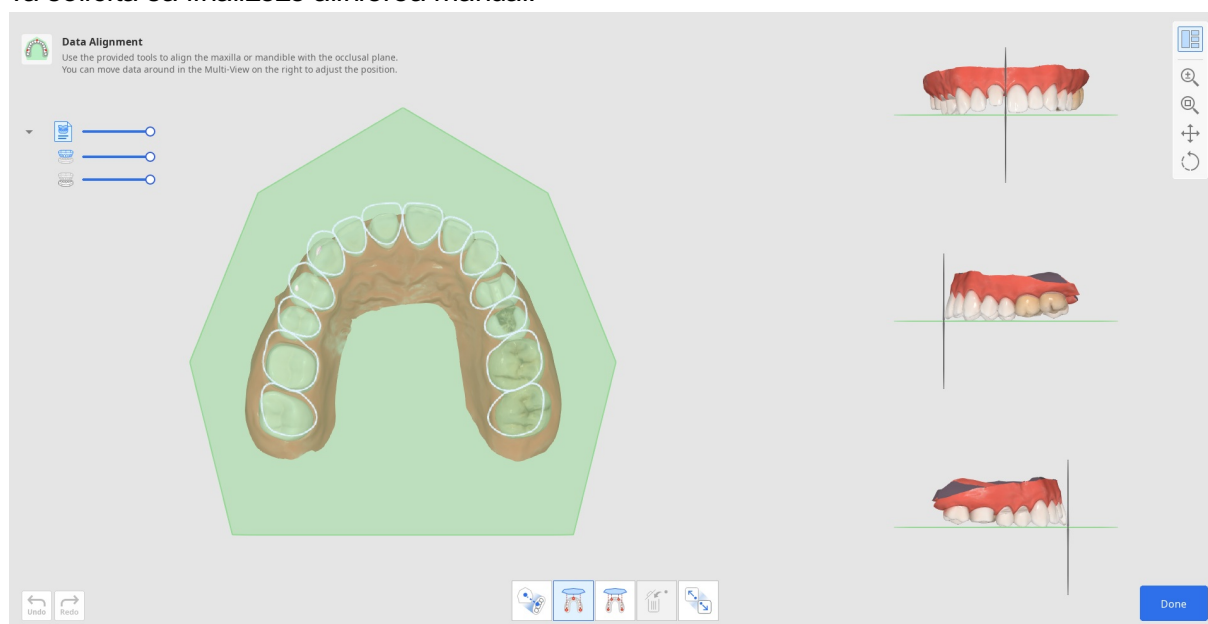 Data Alignment
Use the provided tools to align the maxilla or mandible with the occlusal plane.
You can move data around in the Multi-View on the right to adjust the position.
Undo
Redo
Done